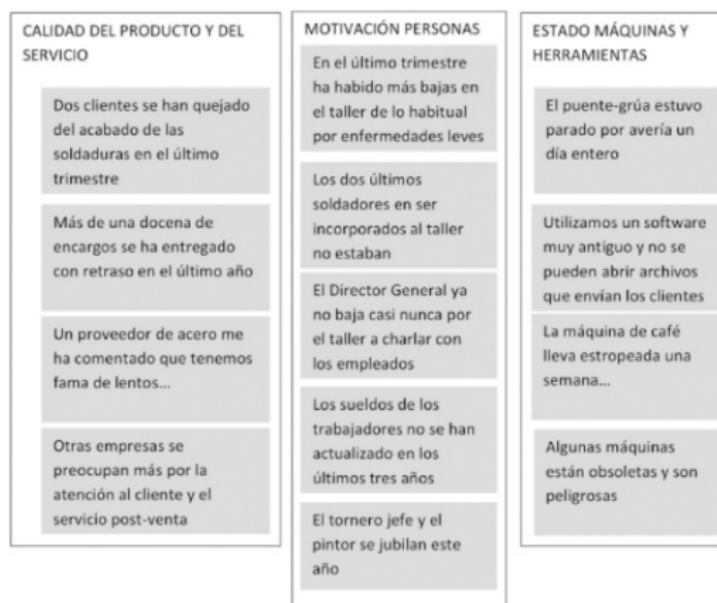 CALIDAD DEL PRODUCTO Y DEL
SERVICIO
Dos clientes se han quejado
del acabado de las
soldaduras en el último
trimestre
Más de una docena de
encargos se ha entregado
con retraso en el último año
Un proveedor de acero me
ha comentado que tenemos
fama de lentos...
Otras empresas se
preocupan más por la
atención al cliente y el
servicio post-venta
MOTIVACIÓN PERSONAS
En el último trimestre
ha habido más bajas en
el taller de lo habitual
por enfermedades leves
Los dos últimos
soldadores en ser
incorporados al taller
no estaban
El Director General ya
no baja casi nunca por
el taller a charlar con
los empleados
Los sueldos de los
trabajadores no se han
actualizado en los
últimos tres años
El tornero jefe y el
pintor se jubilan este
año
ESTADO MÁQUINAS Y
HERRAMIENTAS
El puente-grúa estuvo
parado por avería un
día entero
Utilizamos un software
muy antiguo y no se
pueden abrir archivos
que envían los clientes
La máquina de café
lleva estropeada una
semana...
Algunas máquinas
están obsoletas y son
peligrosas